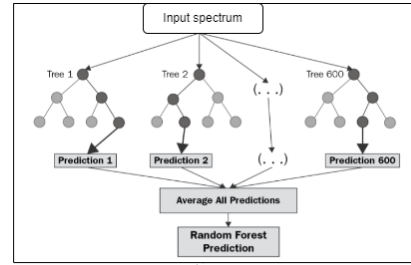 Input spectrum
Tree 1
Tree 2
(. . .)
Tree 600
Prediction 1
Prediction 2
(. . .)
Prediction 600
Average All Predictions
Random Forest
Prediction